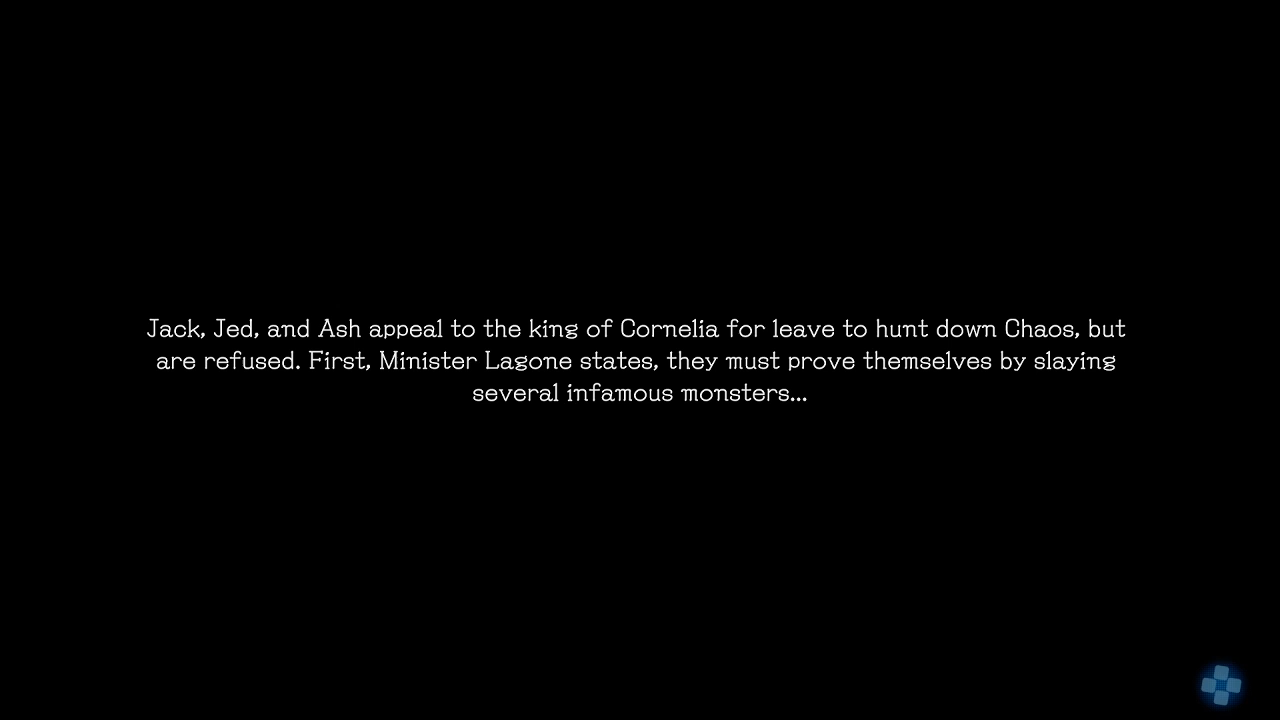 Jack, Jed, and Ash appeal to the king of Cornelia for leave to hunt down Chaos, but
are refused. First, Minister Lagone states, they must prove themselves by slaying
several infamous monsters...